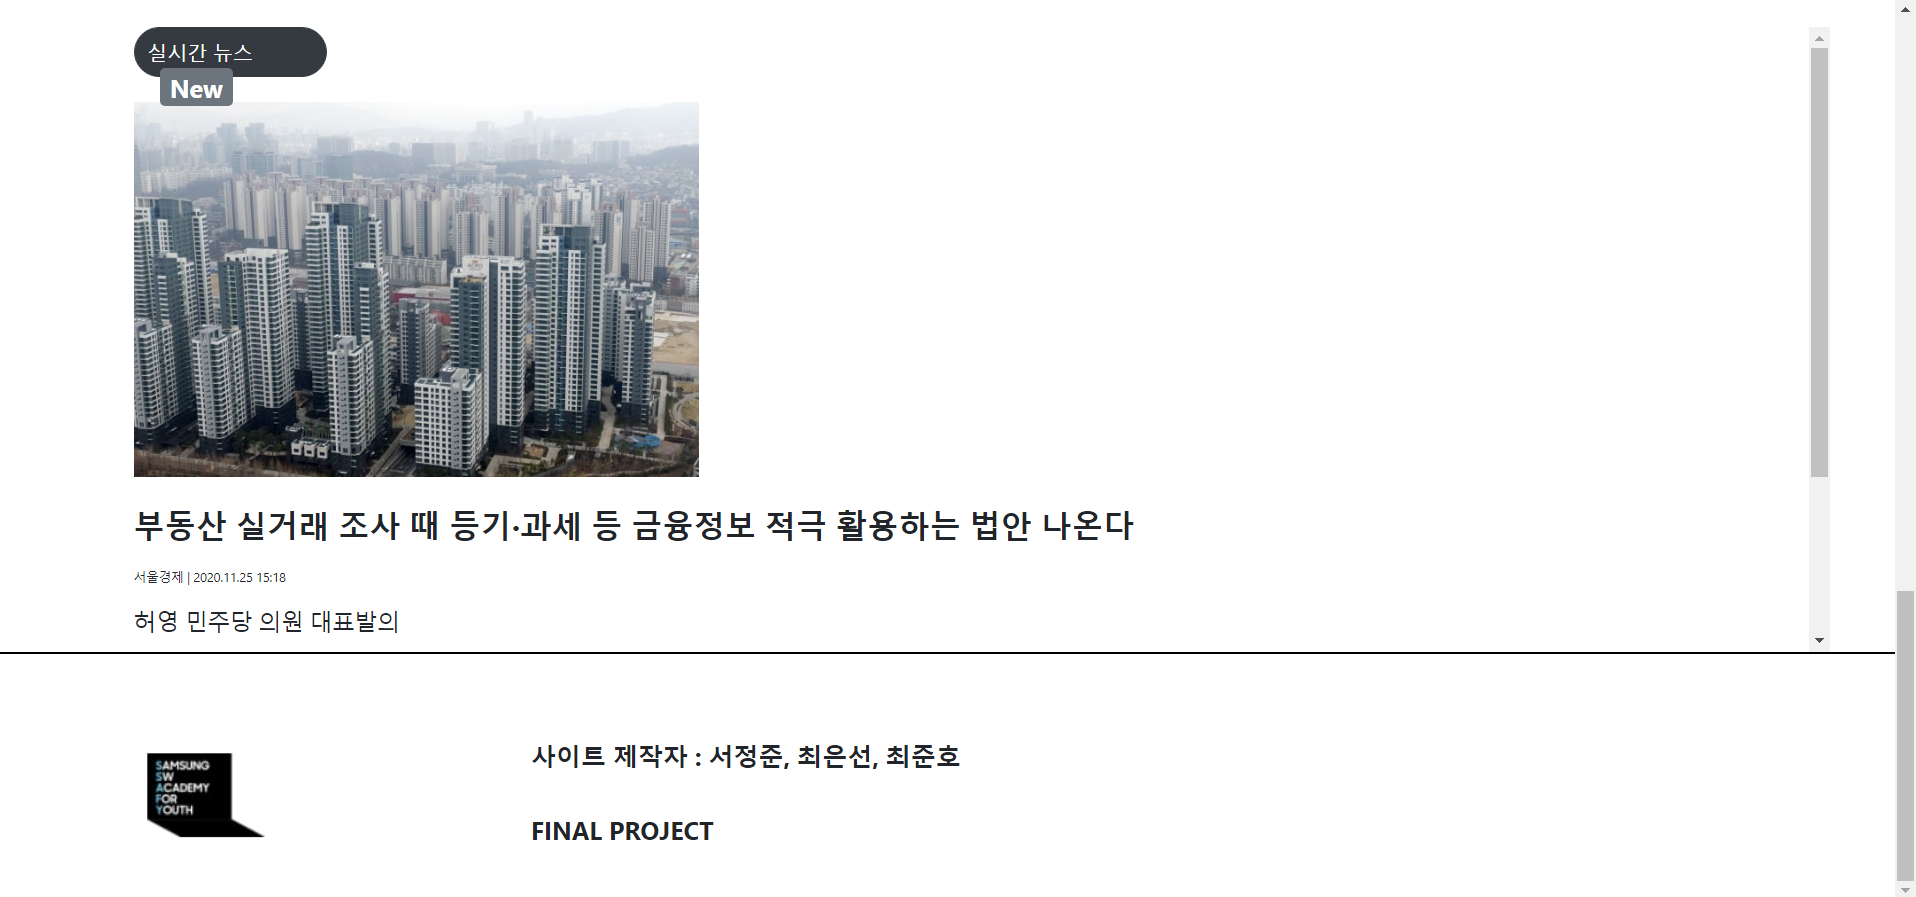 실시간 뉴스
New
부동산 실거래 조사 때 등기·과세 등 금융정보 적극 활용하는 법안 나온다
서울경제 | 2020.11.25 15:18
허영 민주당 의원 대표발의
사이트 제작자 : 서정준, 최은선, 최준호
SAMSUNG
SW
ACADEMY
FOR
YOUTH
FINAL PROJECT